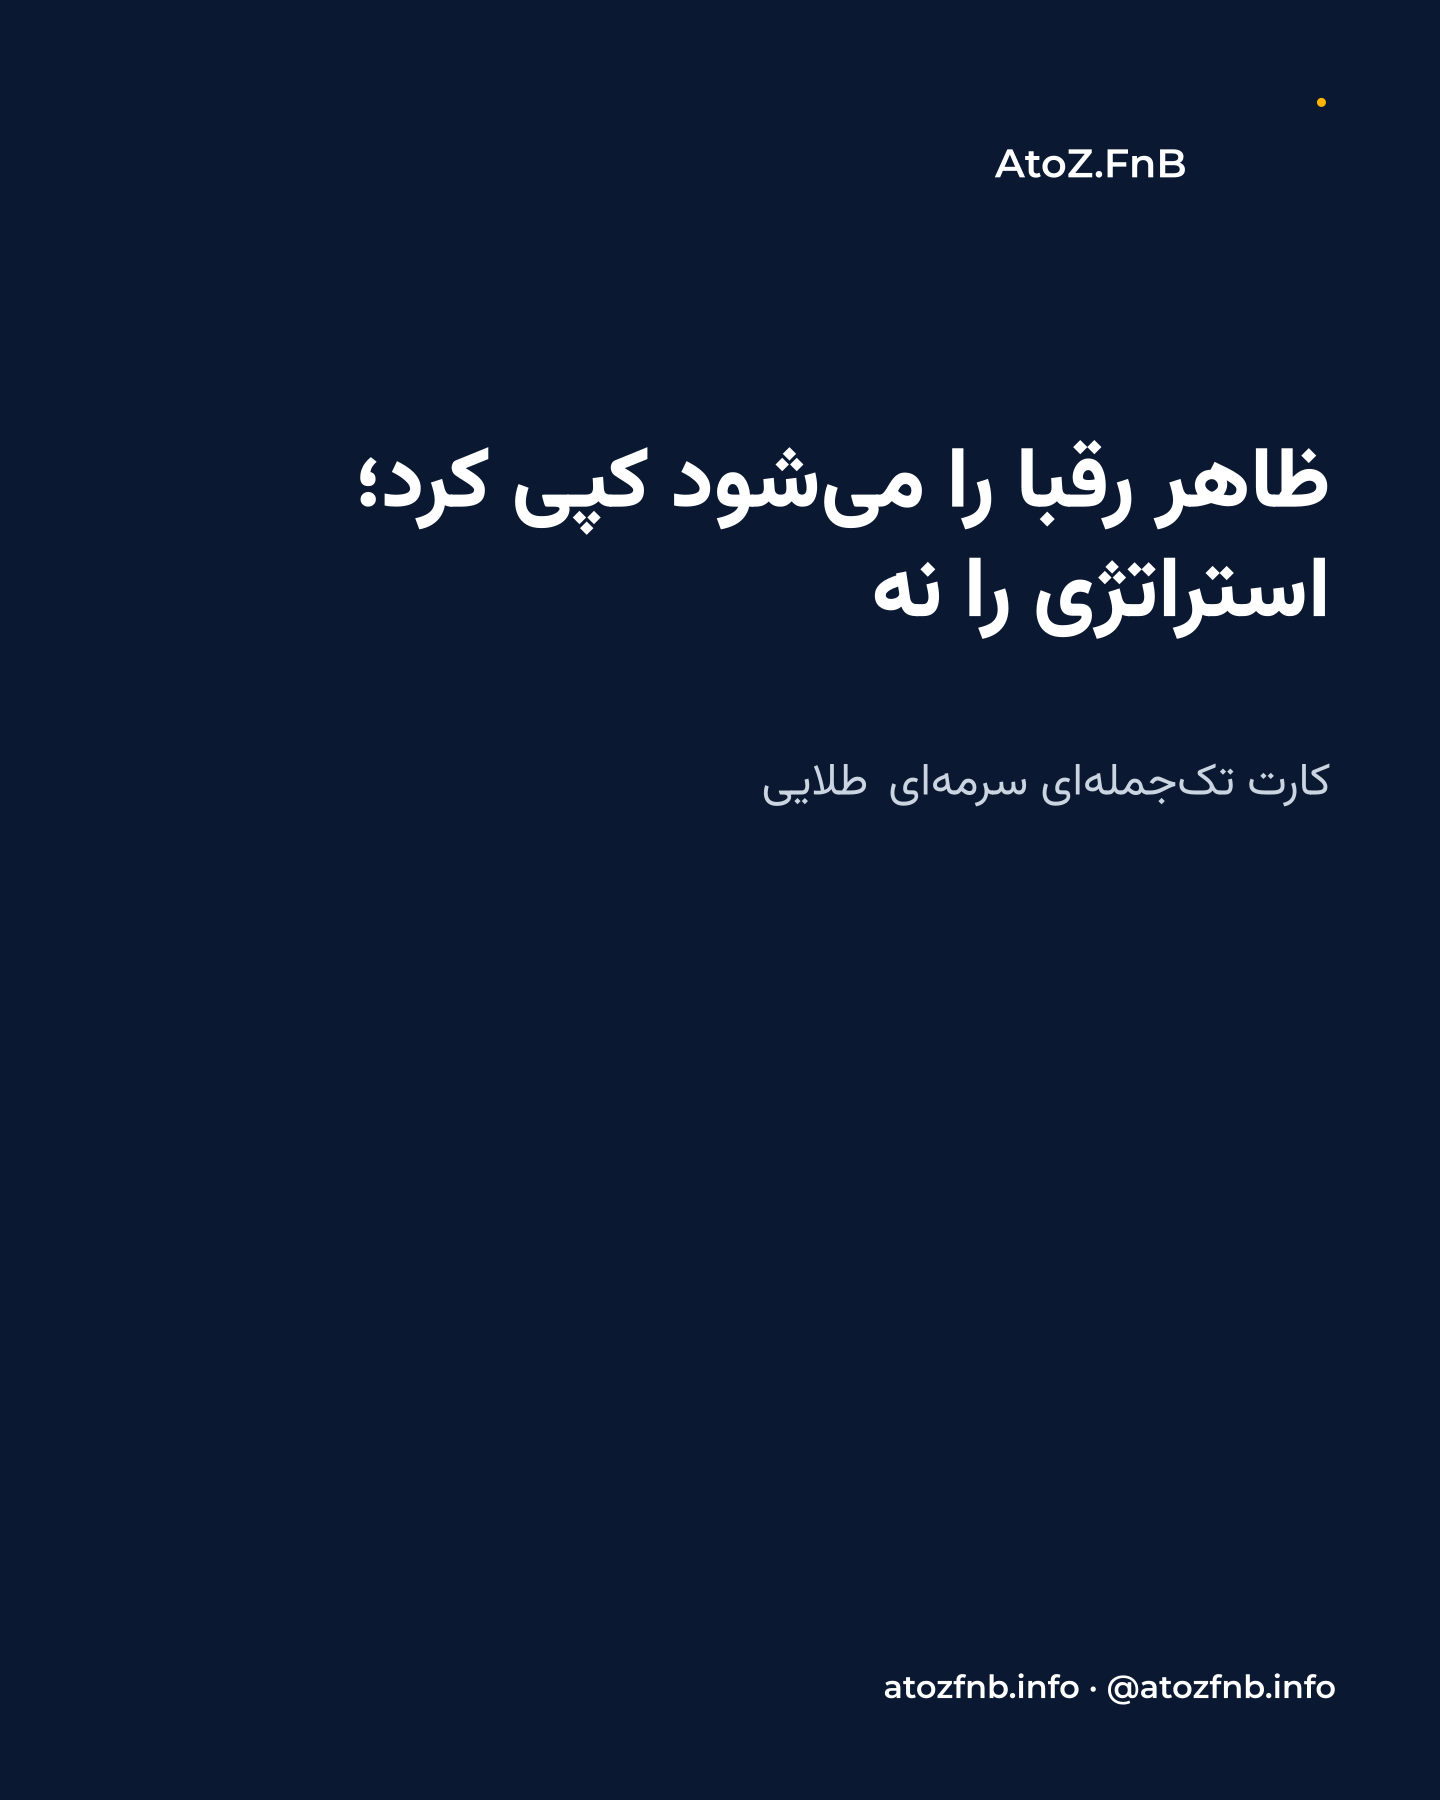 AtoZ.FnB
ظاهر رقبا را می‌شود کپی کرد؛
استراتژی را نه
کارت تک‌جمله‌ای سرمه‌ای  طلایی
atozfnb.info · @atozfnb.info